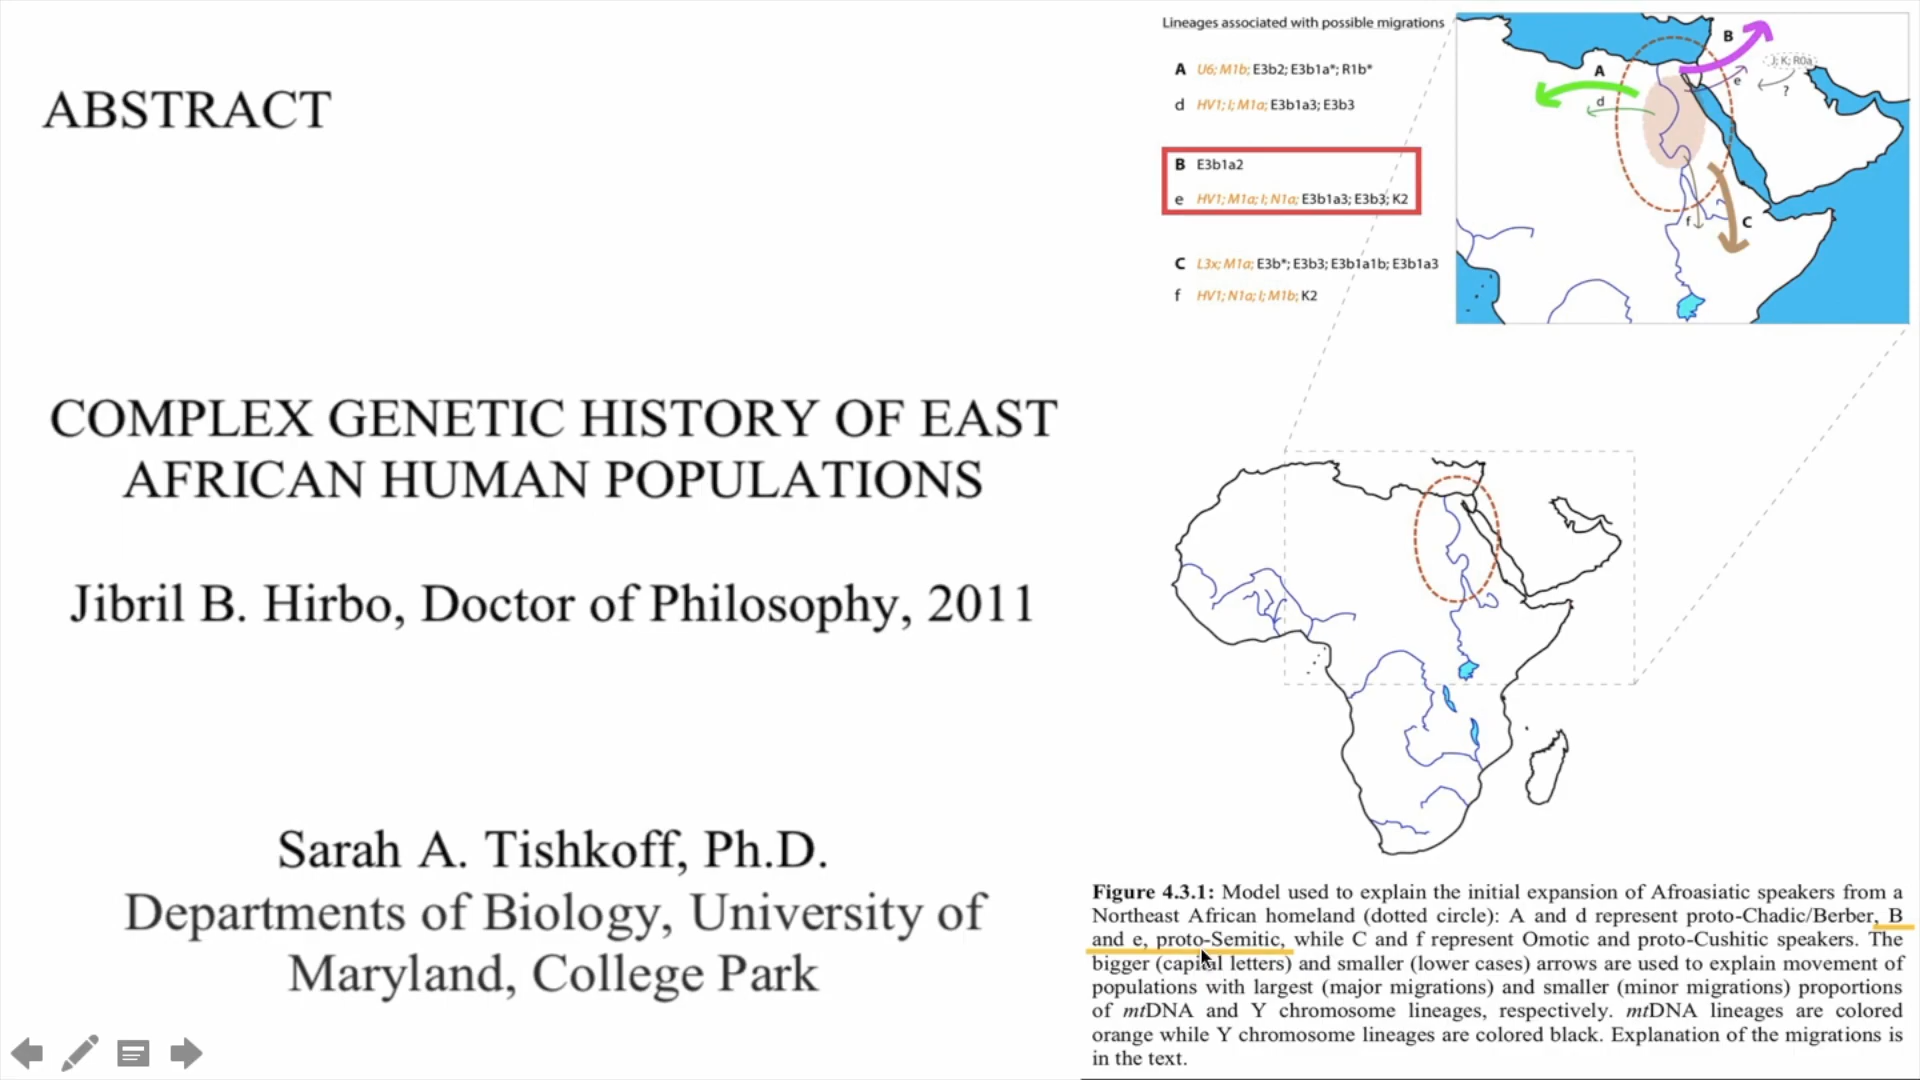 ABSTRACT
COMPLEX GENETIC HISTORY OF EAST
AFRICAN HUMAN POPULATIONS
Jibril B. Hirbo, Doctor of Philosophy, 2011
Sarah A. Tishkoff, Ph.D.
Departments of Biology, University of
Maryland, College Park
Lineages associated with possible migrations
A U6; M1b; E3b2; E3b1a*; R1b*
d HV1; I; M1a; E3b1a3; E3b3
B E3b1a2
e HV1; M1a; I; N1a; E3b1a3; E3b3; K2
C L3x; M1a; E3b*; E3b3; E3b1a1b; E3b1a3
f HV1; N1a; I; M1b; K2
B
J; K; R0a
A
e
?
d
f
C
Figure 4.3.1: Model used to explain the initial expansion of Afroasiatic speakers from a
Northeast African homeland (dotted circle): A and d represent proto-Chadic/Berber, B
and e, proto-Semitic, while C and f represent Omotic and proto-Cushitic speakers. The
bigger (capital letters) and smaller (lower cases) arrows are used to explain movement of
populations with largest (major migrations) and smaller (minor migrations) proportions
of mtDNA and Y chromosome lineages, respectively. mtDNA lineages are colored
orange while Y chromosome lineages are colored black. Explanation of the migrations is
in the text.